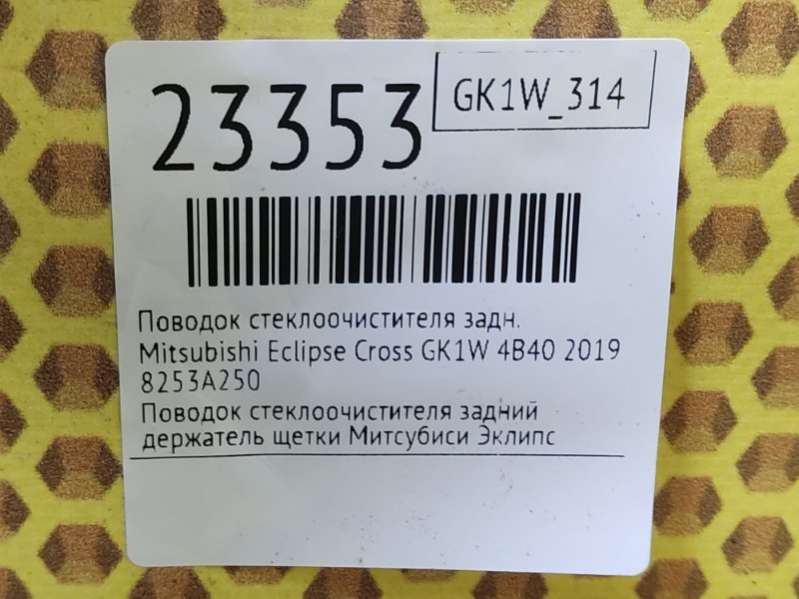 23353
GK1W_314
Поводок стеклоочистителя задн.
Mitsubishi Eclipse Cross GK1W 4B40 2019
8253A250
Поводок стеклоочистителя задний
держатель щетки Митсубиси Эклипс